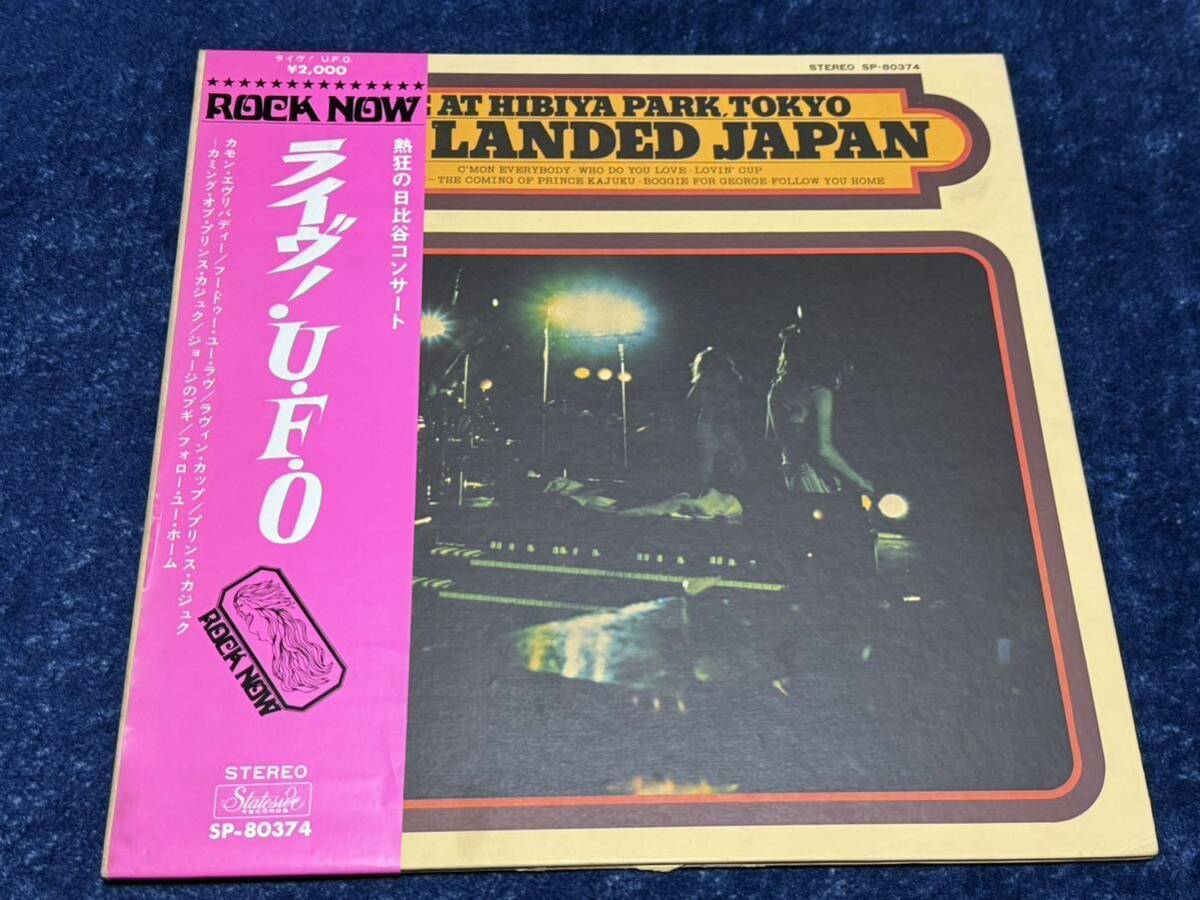 ライヴ! U.F.O.
¥2,000
ROCK NOW
熱狂の日比谷コンサート
ライヴ!U.F.O
カモン・エヴリバディー/フードゥー・ユー・ラヴ/ラヴィン・カップ/プリンス・カジュク
~カミング・オブ・プリンス・カジュク/ジョージのブギ/フォロー・ユー・ホーム
ROCK NOW
STEREO
Stateside
RECORDS
SP-80374
STEREO SP-80374
AT HIBIYA PARK, TOKYO
LANDED JAPAN
C'MON EVERYBODY·WHO DO YOU LOVE·LOVIN' CUP
~THE COMING OF PRINCE KAJUKU·BOGGIE FOR GEORGE·FOLLOW YOU HOME